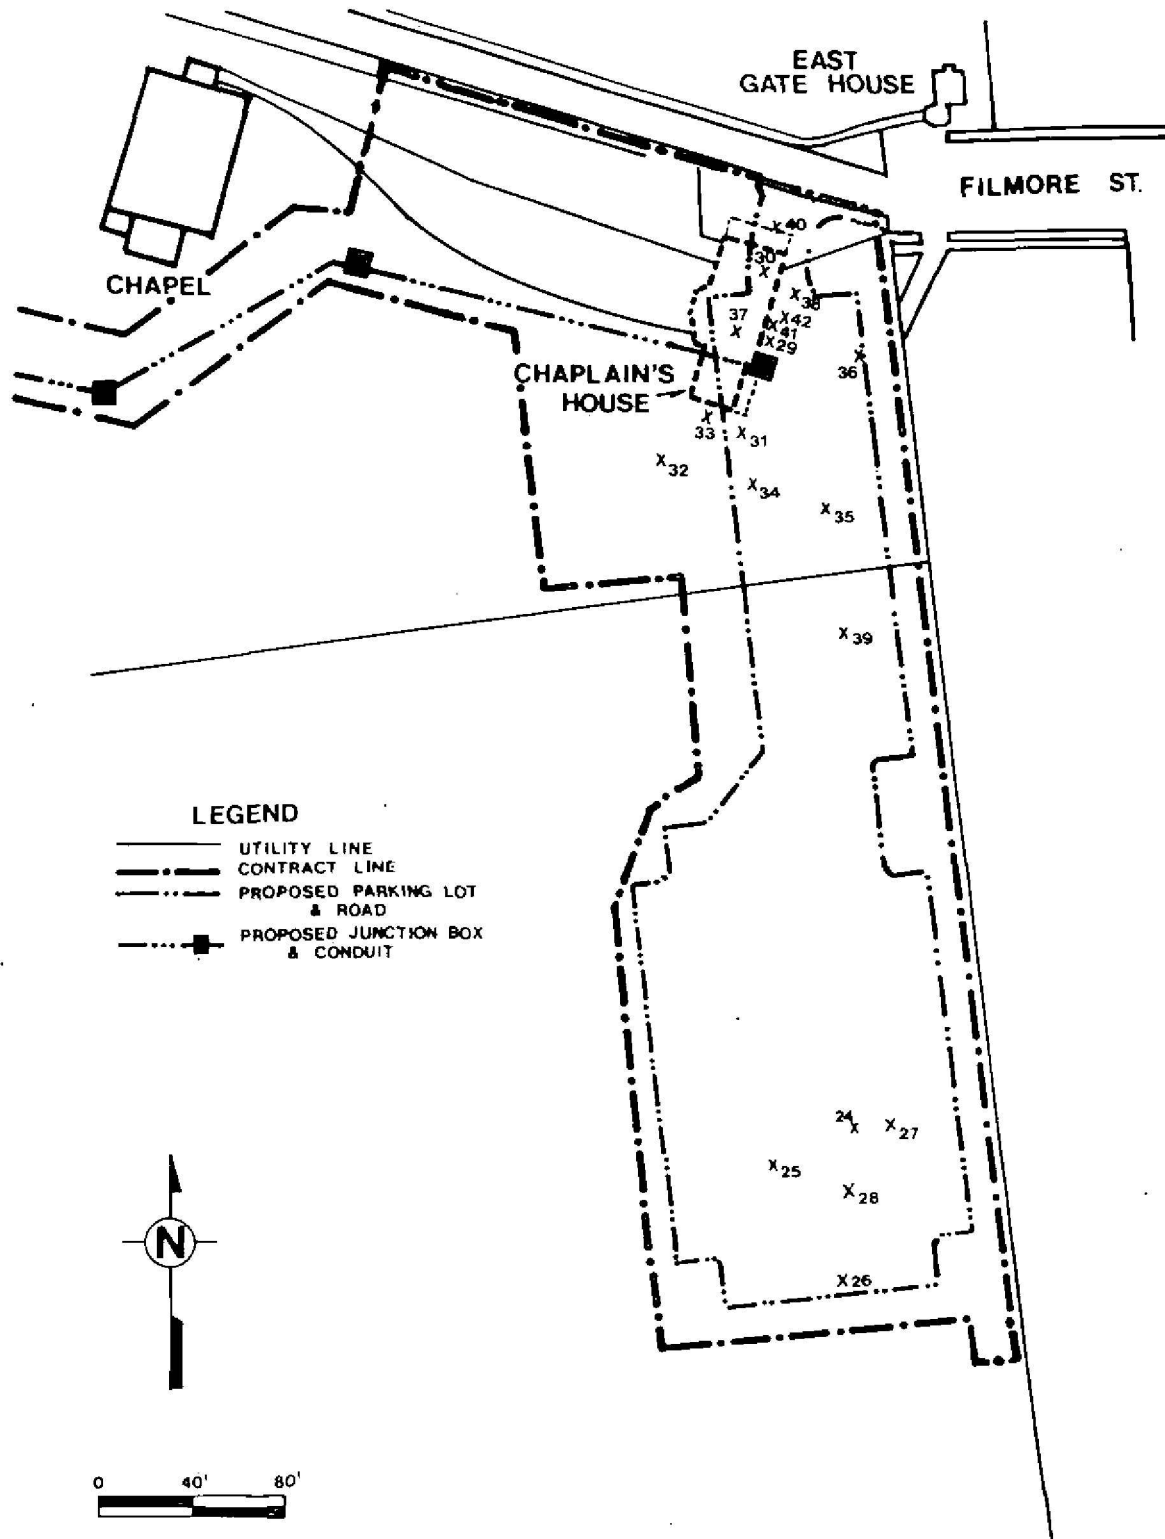 EAST
GATE HOUSE
FILMORE ST.
CHAPEL
X40
30
X
X38
37
X
X42
X41
X29
36X
CHAPLAIN'S
HOUSE
X
33
X31
X32
X34
X35
X39
LEGEND
UTILITY LINE
CONTRACT LINE
PROPOSED PARKING LOT
& ROAD
PROPOSED JUNCTION BOX
& CONDUIT
24
X
X27
X25
X28
X26
N
0 40' 80'